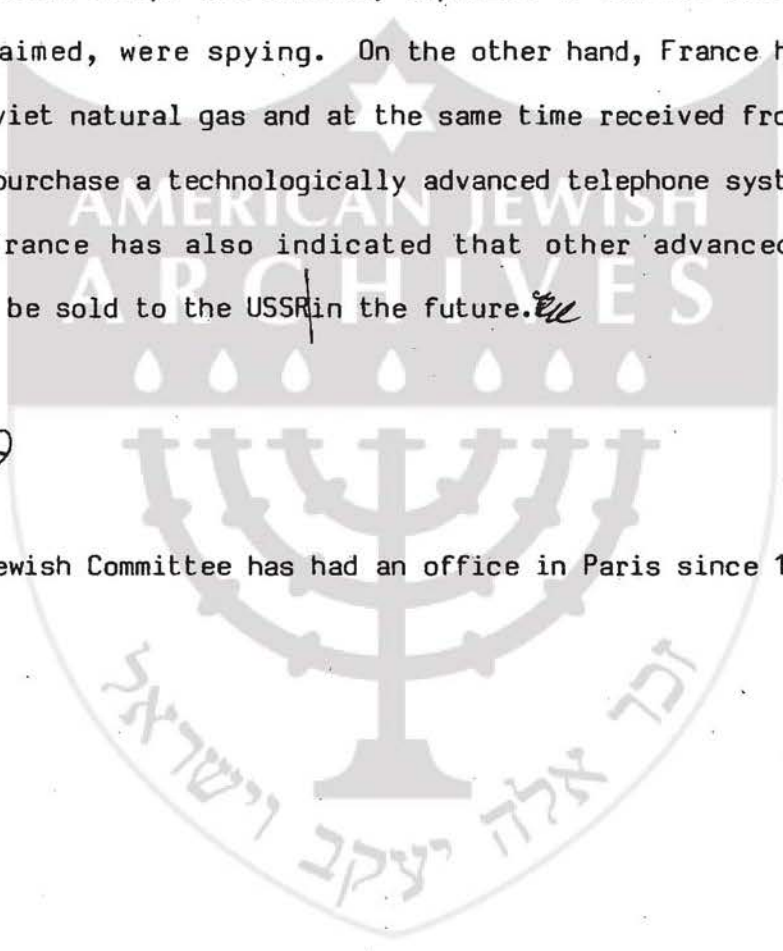 aimed, were spying. On the other hand, France h
viet natural gas and at the same time received fro
purchase a technologically advanced telephone syst
rance has also indicated that other advanced
be sold to the USSRin the future.
ewish Committee has had an office in Paris since 1
AMERICAN JEWISH
ARCHIVES
זכר אלה יעקב וישראל